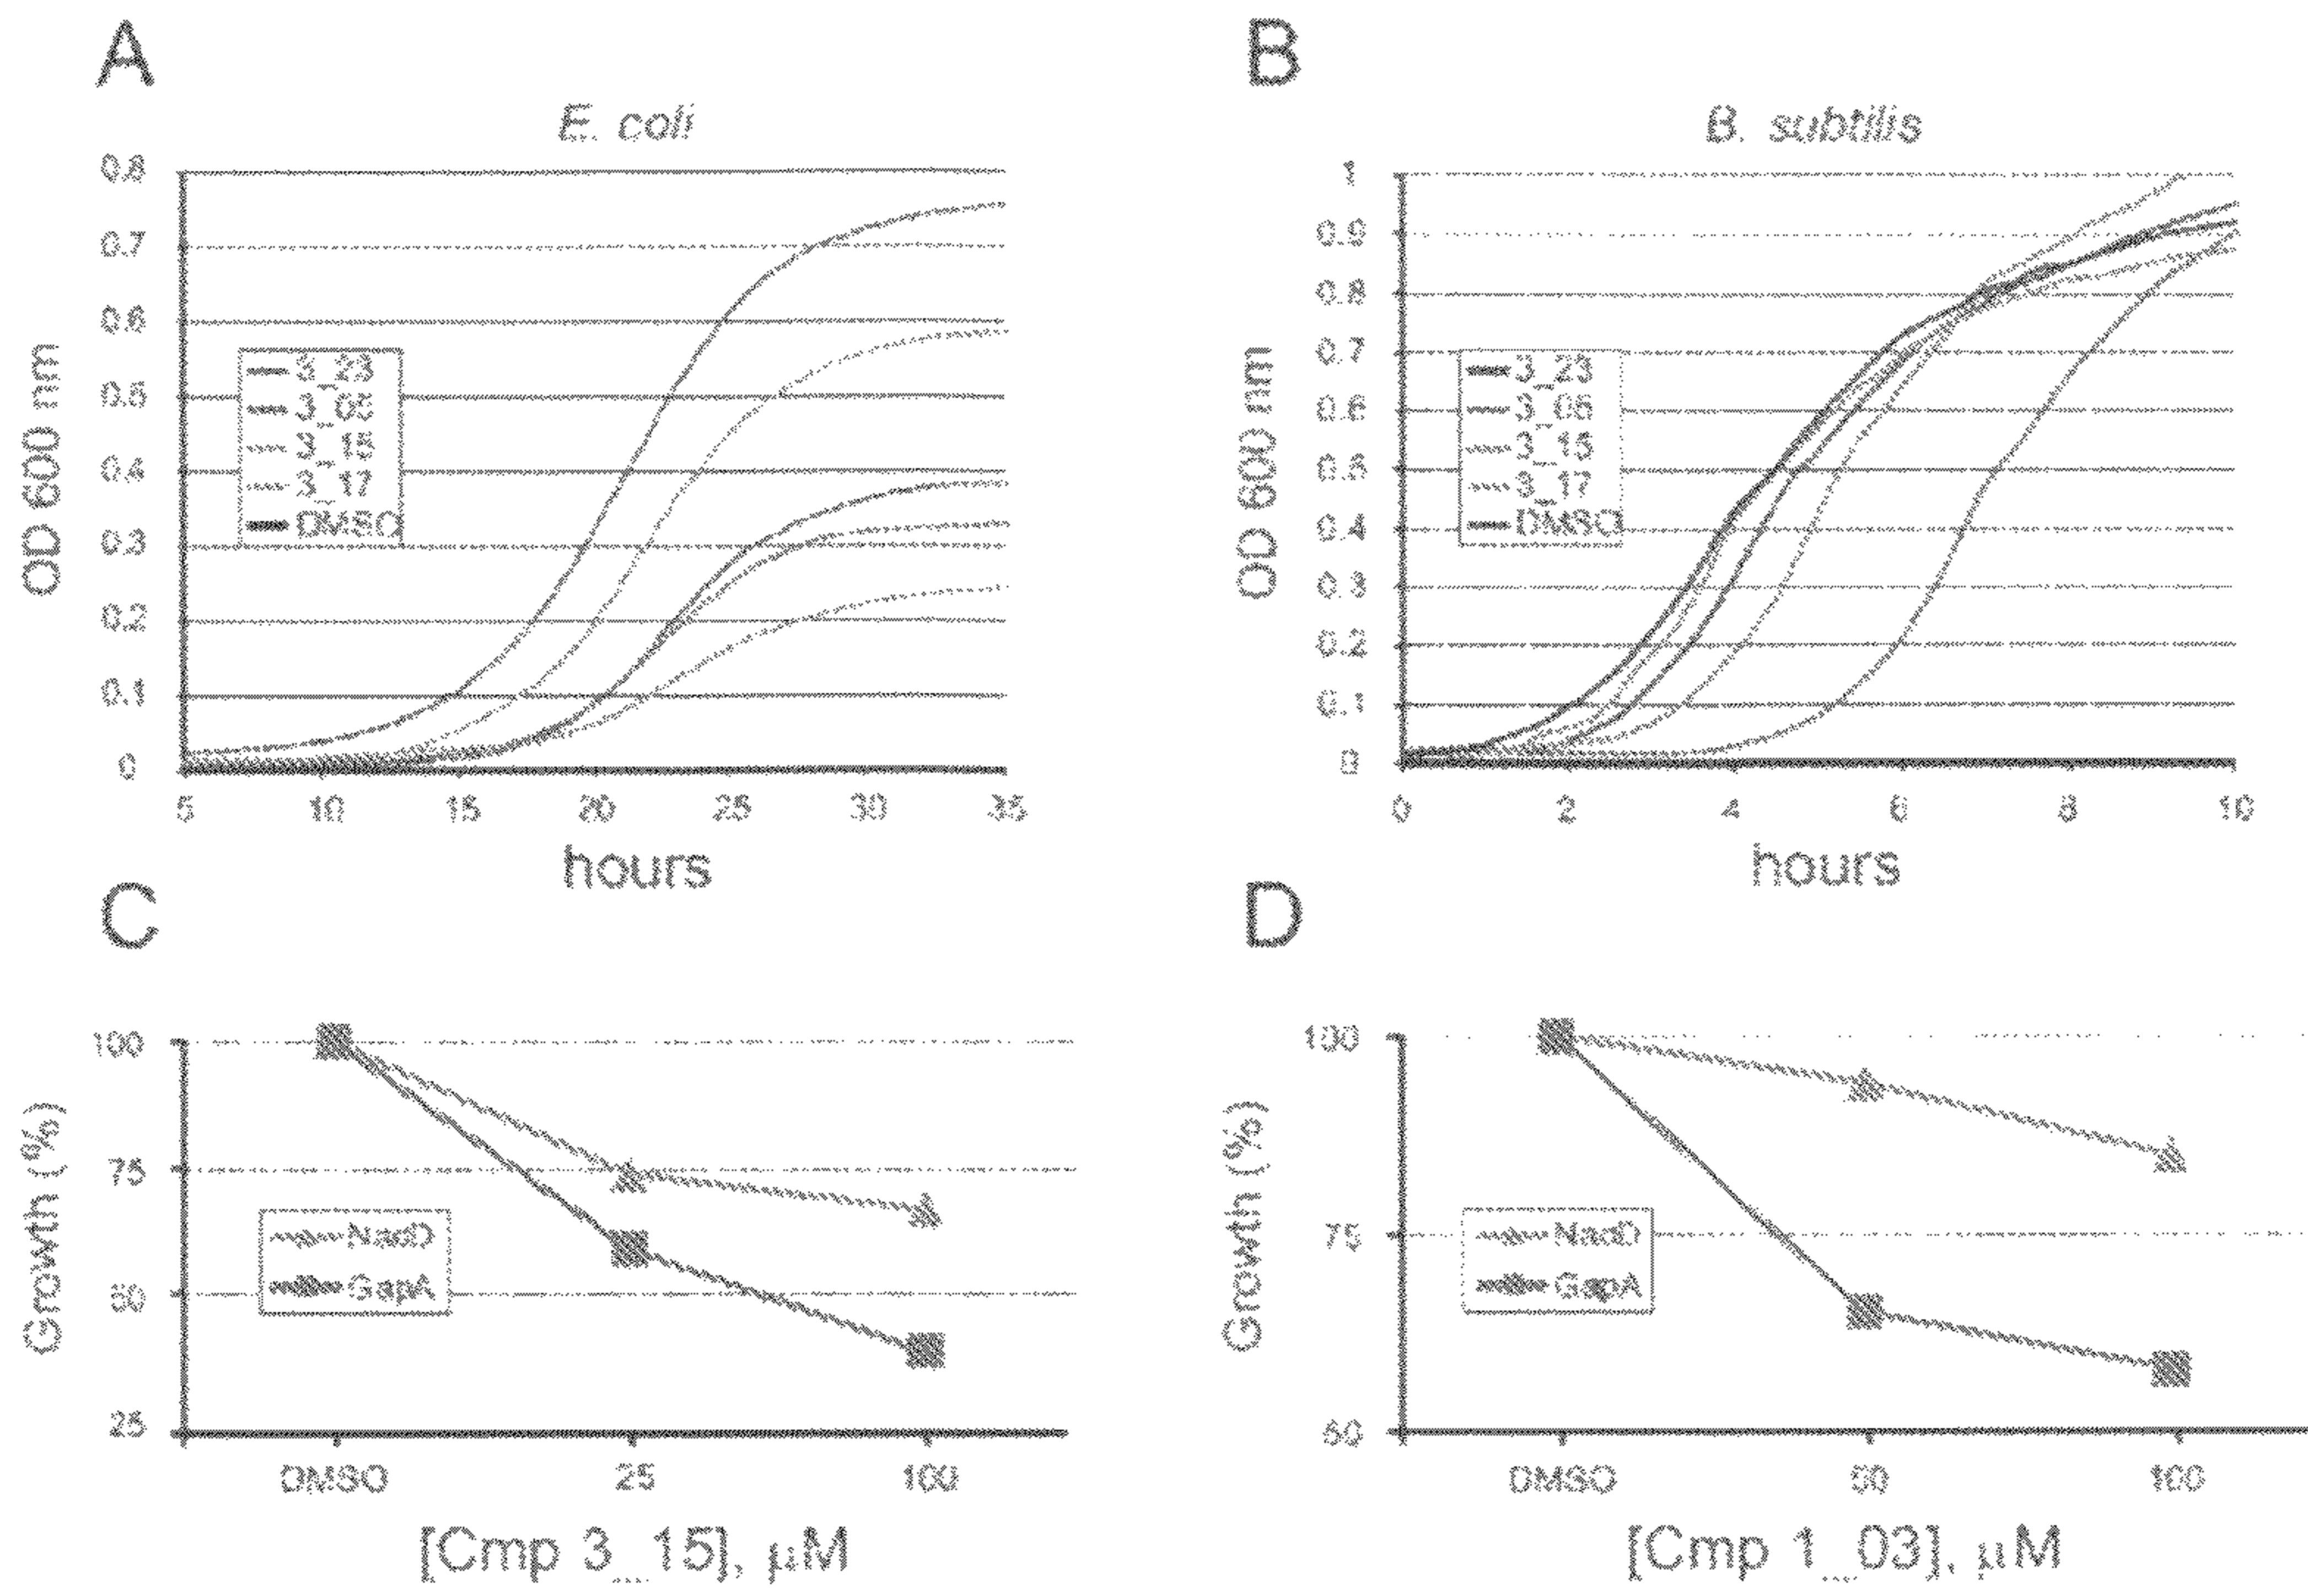 A
E. coli
OD 600 nm
0.8
0.7
0.6
0.5
0.4
0.3
0.2
0.1
0
3_23
3_05
3_15
3_17
DMSO
5 10 15 20 25 30 35
hours
B
B. subtilis
OD 600 nm
1
0.9
0.8
0.7
0.6
0.5
0.4
0.3
0.2
0.1
0
3_23
3_05
3_15
3_17
DMSO
0 2 4 6 8 10
hours
C
Growth (%)
100
75
50
25
NadD
GapA
DMSO 25 100
[Cmp 3_15], µM
D
Growth (%)
100
75
50
NadD
GapA
DMSO 50 100
[Cmp 1_03], µM